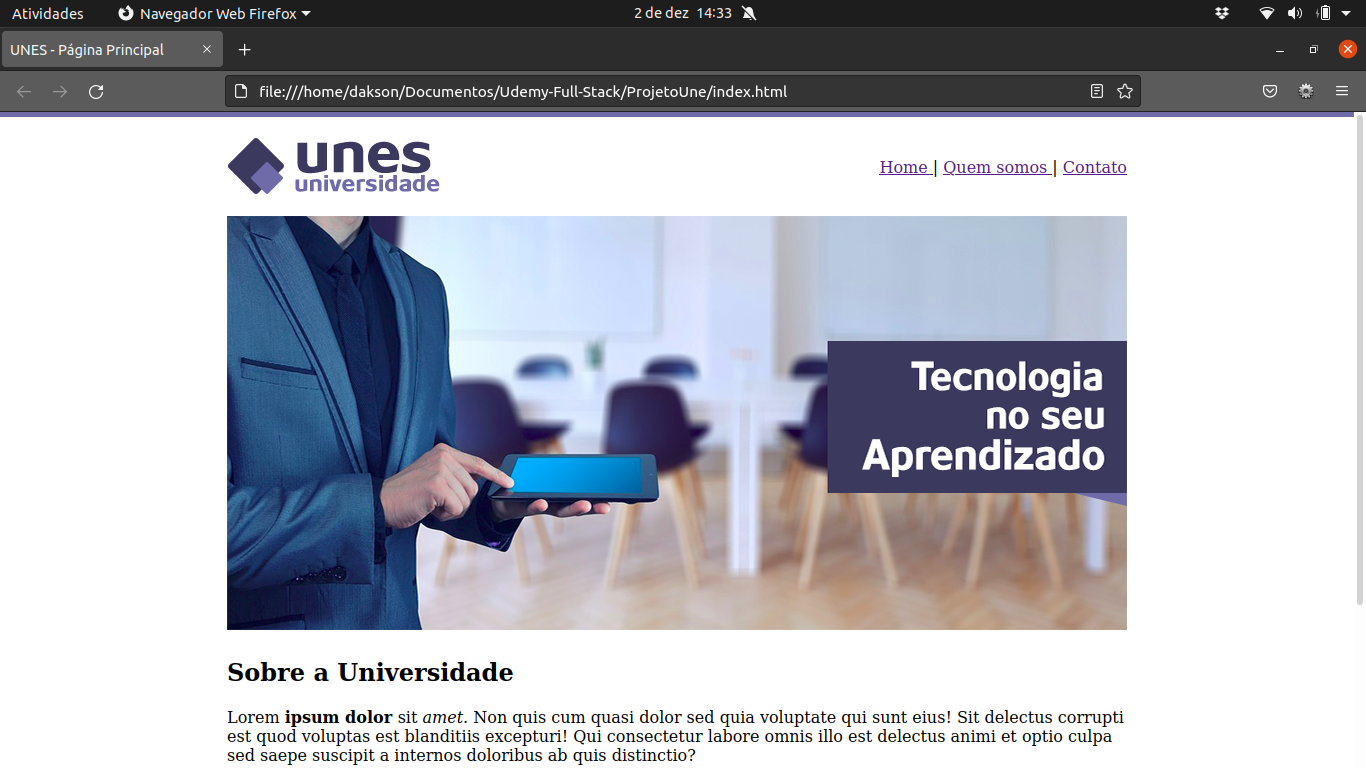 Atividades Navegador Web Firefox 2 de dez 14:33
UNES - Página Principal
file:///home/dakson/Documentos/Udemy-Full-Stack/ProjetoUne/index.html
unes
universidade
Home | Quem somos | Contato
Tecnologia
no seu
Aprendizado
Sobre a Universidade
Lorem ipsum dolor sit amet. Non quis cum quasi dolor sed quia voluptate qui sunt eius! Sit delectus corrupti
est quod voluptas est blanditiis excepturi! Qui consectetur labore omnis illo est delectus animi et optio culpa
sed saepe suscipit a internos doloribus ab quis distinctio?